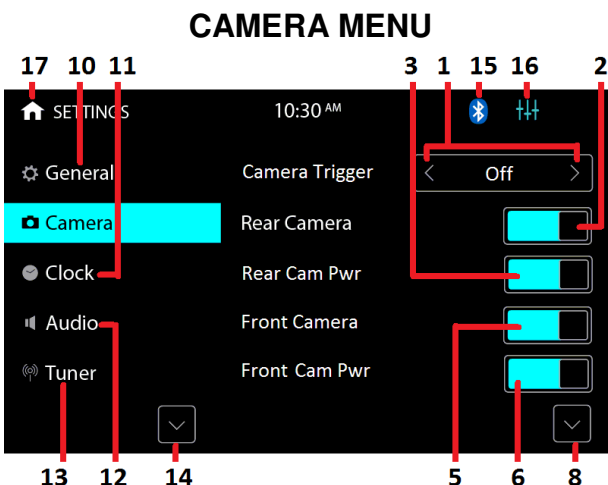 CAMERA MENU
17 10 11 3 1 15 16 2
SETTINGS 10:30 AM
General Camera Trigger Off
Camera Rear Camera
Clock Rear Cam Pwr
Audio Front Camera
Tuner Front Cam Pwr
13 12 14 5 6 8